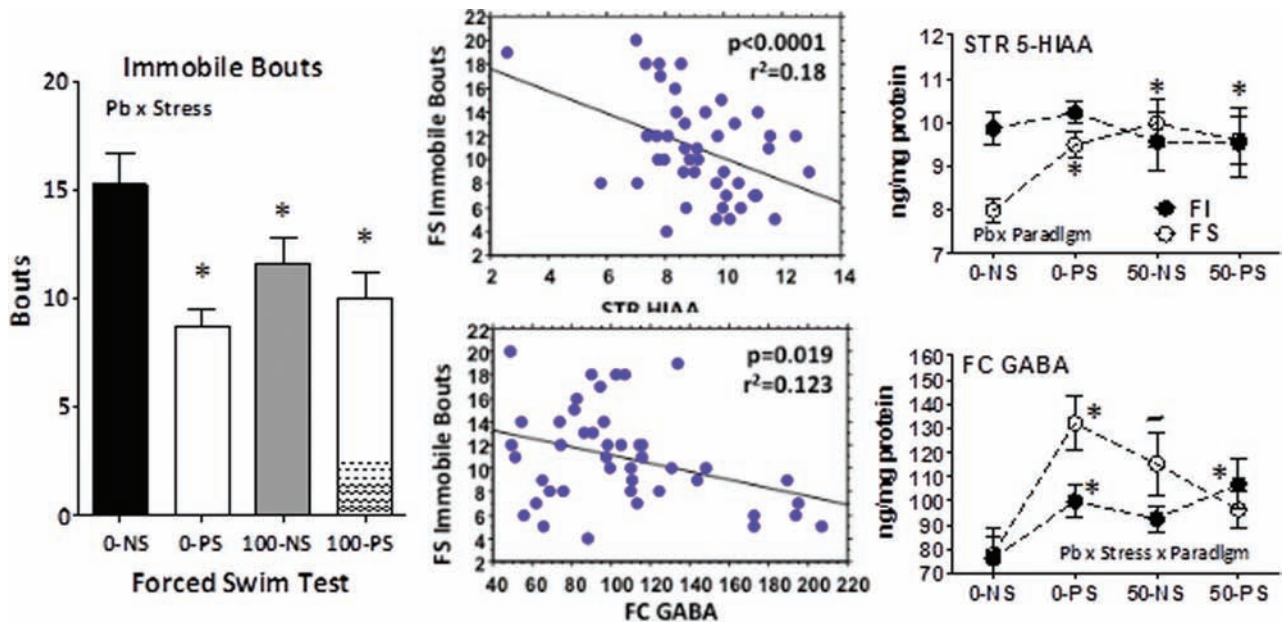 Immobile Bouts
Pb x Stress
Bouts
20
15
10
5
0
*
*
*
0-NS 0-PS 100-NS 100-PS
Forced Swim Test
FS Immobile Bouts
22
20
18
16
14
12
10
8
6
4
2
p<0.0001
r²=0.18
2 4 6 8 10 12 14
STR HIAA
FS Immobile Bouts
22
20
18
16
14
12
10
8
6
4
2
p=0.019
r²=0.123
40 60 80 100 120 140 160 180 200 220
FC GABA
ng/mg protein
12
11
10
9
8
7
STR 5-HIAA
* *
*
FI
FS
Pb x Paradlgm
0-NS 0-PS 50-NS 50-PS
ng/mg protein
160
150
140
130
120
110
100
90
80
70
FC GABA
* ~
*
*
Pb x Stress x Paradlgm
0-NS 0-PS 50-NS 50-PS